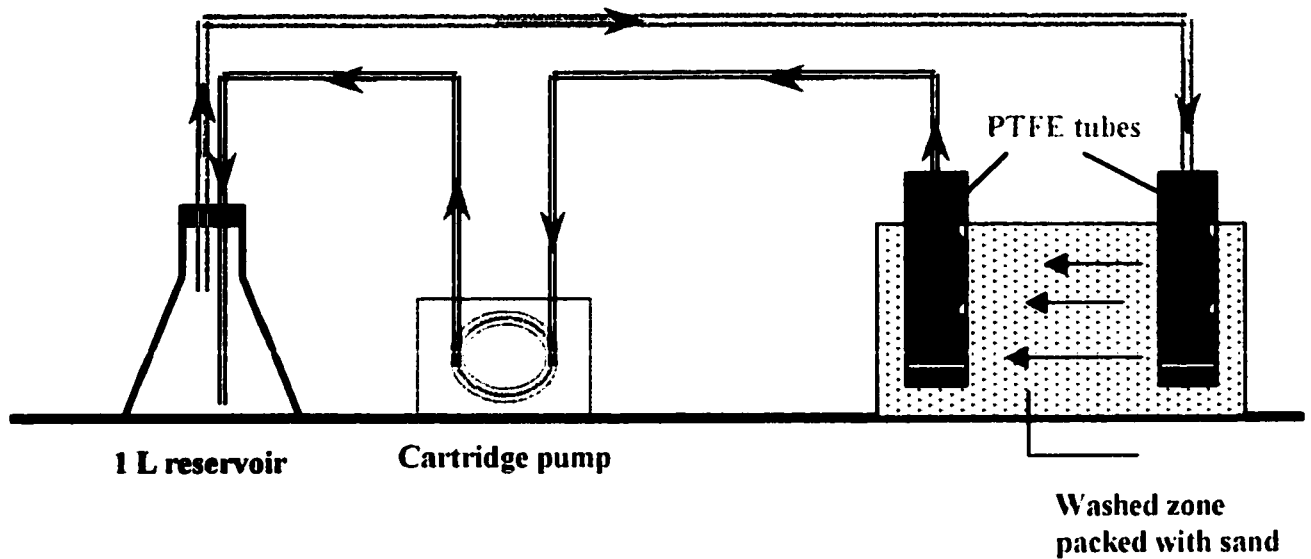 PTFE tubes
1 L reservoir
Cartridge pump
Washed zone
packed with sand